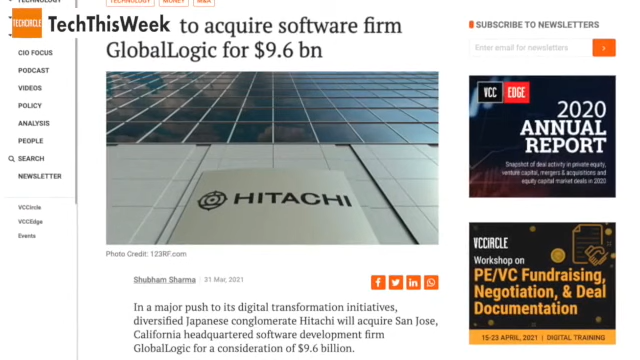 TECHNOLOGY
TECHCIRCLE
TechThisWeek
CIO FOCUS
PODCAST
VIDEOS
POLICY
ANALYSIS
PEOPLE
SEARCH
NEWSLETTER
VCCircle
VCCEdge
Events
TECHNOLOGY MONEY M&A
to acquire software firm
GlobalLogic for $9.6 bn
HITACHI
Photo Credit: 123RF.com
Shubham Sharma 31 Mar, 2021
In a major push to its digital transformation initiatives,
diversified Japanese conglomerate Hitachi will acquire San Jose,
California headquartered software development firm
GlobalLogic for a consideration of $9.6 billion.
SUBSCRIBE TO NEWSLETTERS
Enter email for newsletters
VCC EDGE
2020
ANNUAL
REPORT
Snapshot of deal activity in private equity,
venture capital, mergers & acquisitions and
equity capital market deals in 2020
VCCIRCLE
Workshop on
PE/VC Fundraising,
Negotiation, & Deal
Documentation
15-23 APRIL, 2021 | DIGITAL TRAINING